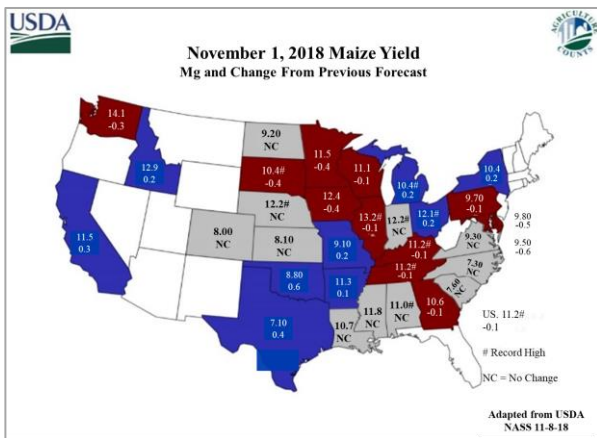 USDA
AGRICULTURE
COUNTS
November 1, 2018 Maize Yield
Mg and Change From Previous Forecast
14.1
-0.3
12.9
0.2
11.5
0.3
9.20
NC
10.4#
-0.4
12.2#
NC
8.00
NC
8.10
NC
8.80
0.6
7.10
0.4
11.5
-0.4
12.4
-0.4
9.10
0.2
11.3
0.1
10.7
NC
11.1
-0.1
13.2#
-0.1
12.2#
NC
10.4#
0.2
12.1#
0.2
11.2#
-0.1
11.2#
-0.1
11.8
NC
11.0#
NC
10.6
-0.1
10.4
0.2
9.70
-0.1
9.80
-0.5
9.50
-0.6
9.30
NC
7.30
NC
7.60
NC
US. 11.2#
-0.1
# Record High
NC = No Change
Adapted from USDA
NASS 11-8-18